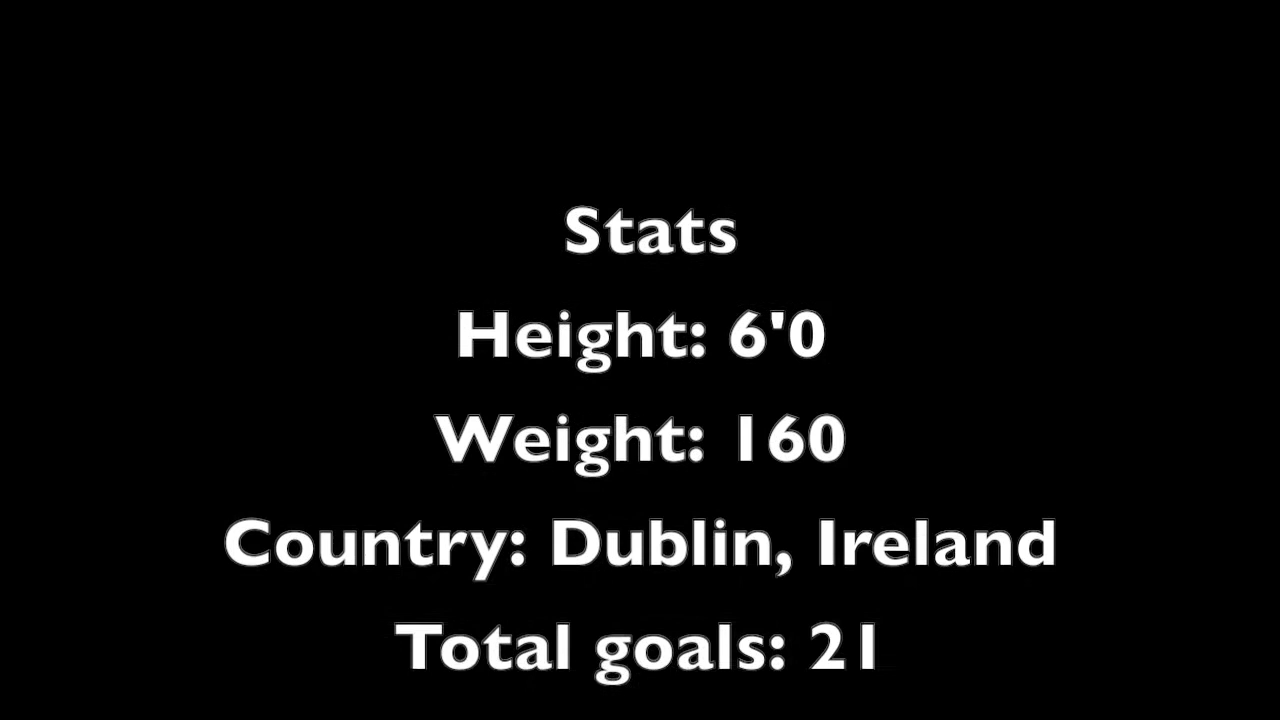 Stats
Height: 6'0
Weight: 160
Country: Dublin, Ireland
Total goals: 21